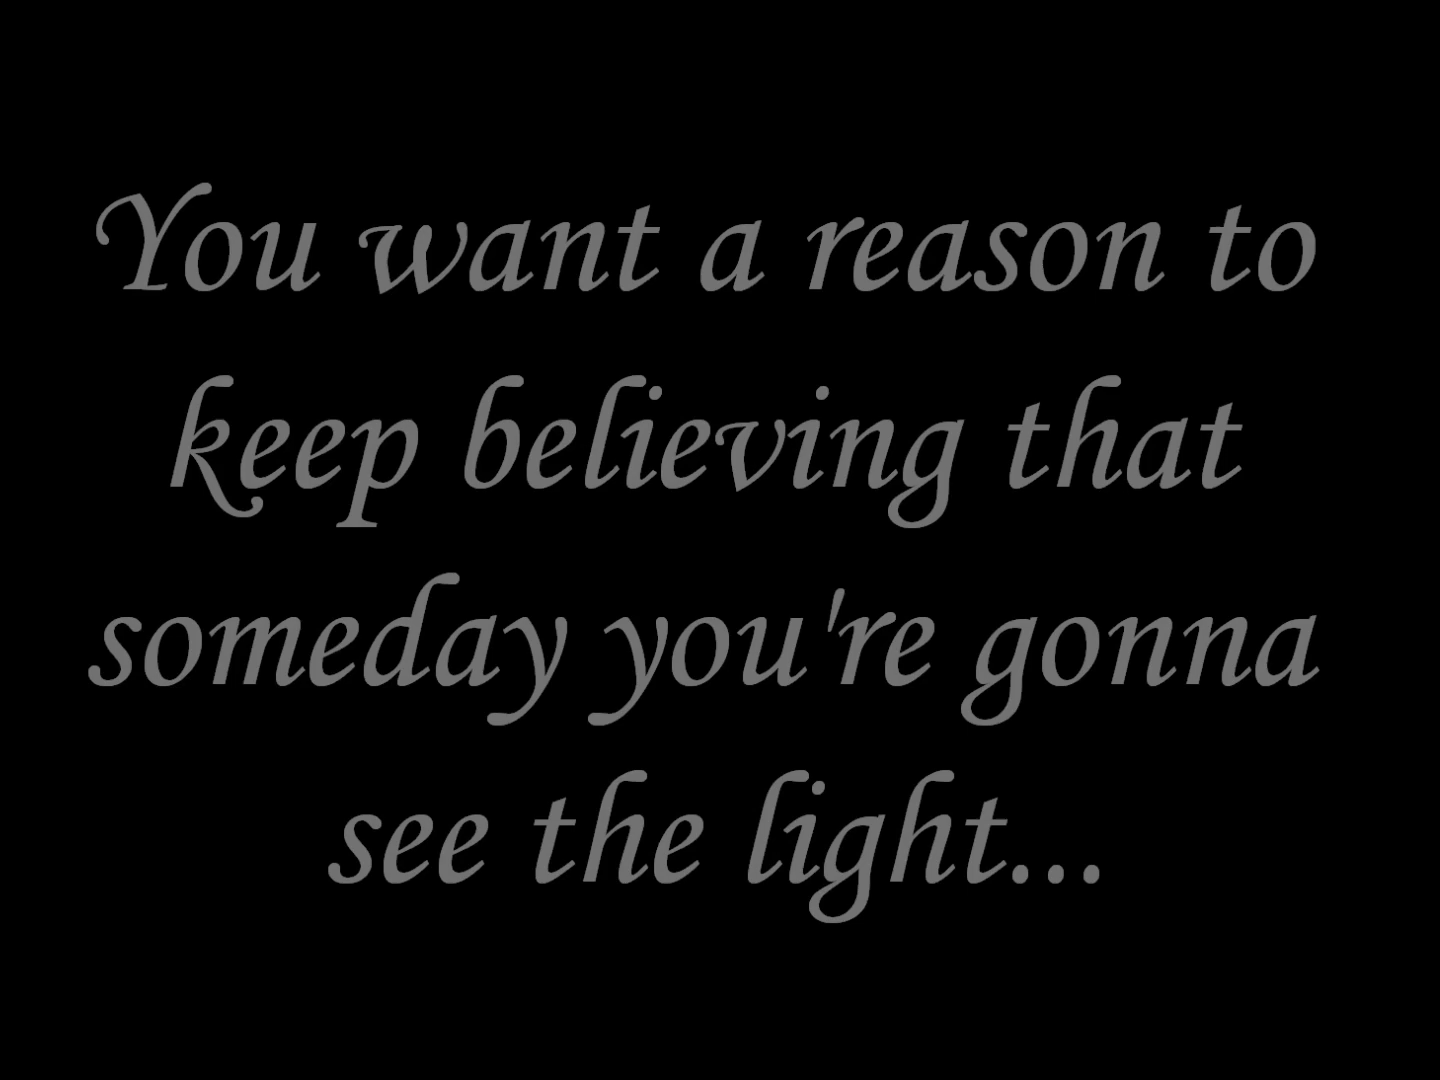 You want a reason to
keep believing that
someday you're gonna
see the light...